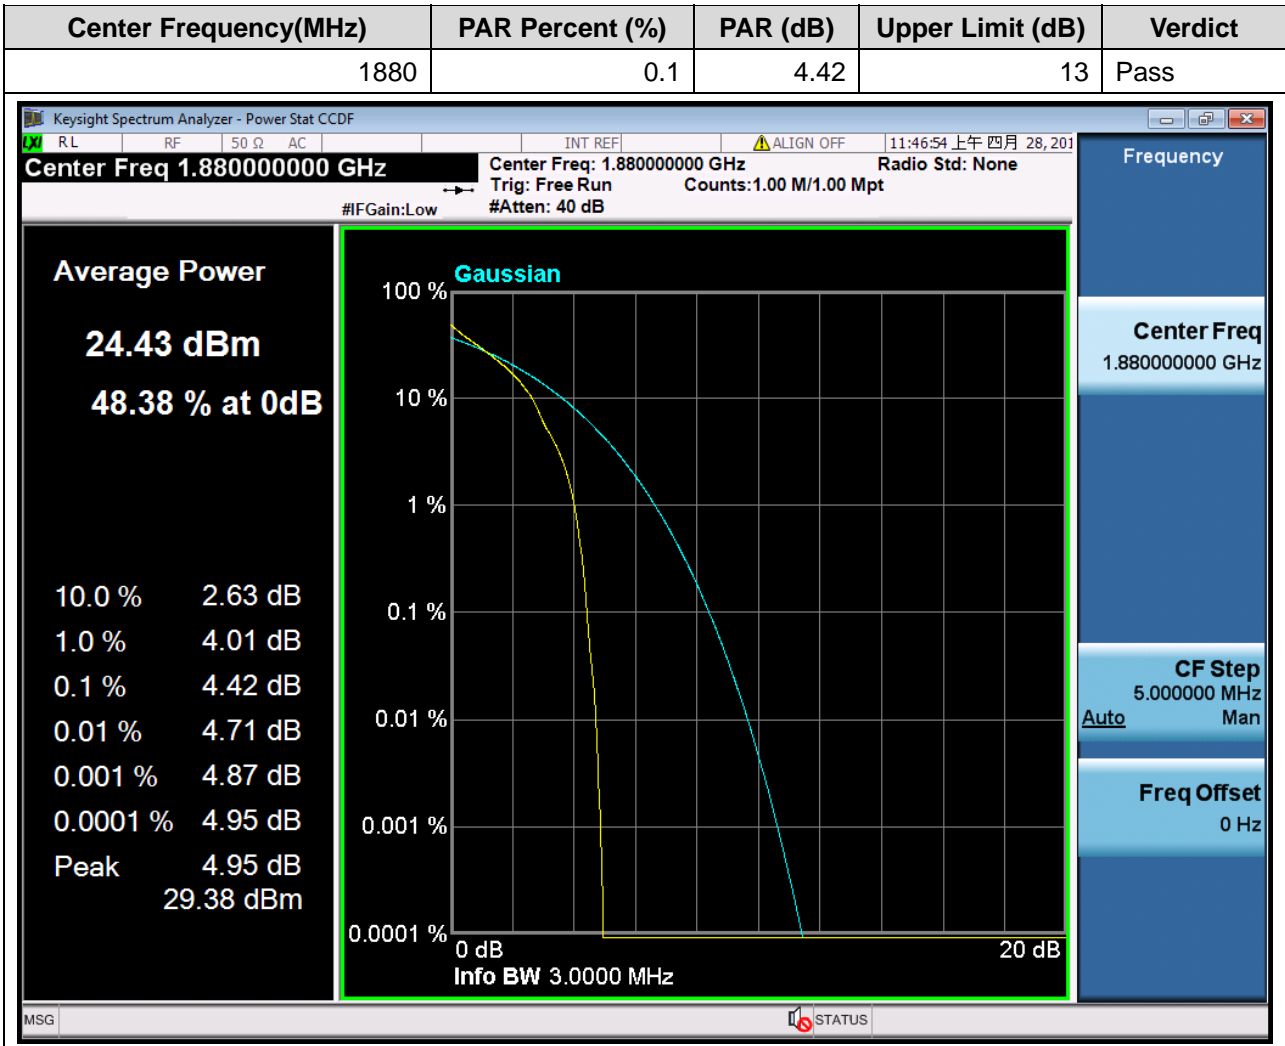 Center Frequency(MHz) PAR Percent (%) PAR (dB) Upper Limit (dB) Verdict
1880 0.1 4.42 13 Pass
Keysight Spectrum Analyzer - Power Stat CCDF
LXI RL RF 50 Ω AC INT REF ALIGN OFF 11:46:54 上午 四月 28, 201
Center Freq 1.880000000 GHz
Center Freq: 1.880000000 GHz Radio Std: None
Trig: Free Run Counts:1.00 M/1.00 Mpt
#IFGain:Low #Atten: 40 dB
Average Power
24.43 dBm
48.38 % at 0dB
10.0 % 2.63 dB
1.0 % 4.01 dB
0.1 % 4.42 dB
0.01 % 4.71 dB
0.001 % 4.87 dB
0.0001 % 4.95 dB
Peak 4.95 dB
29.38 dBm
Gaussian
100 %
10 %
1 %
0.1 %
0.01 %
0.001 %
0.0001 %
0 dB 20 dB
Info BW 3.0000 MHz
Frequency
Center Freq
1.880000000 GHz
CF Step
5.000000 MHz
Auto Man
Freq Offset
0 Hz
MSG STATUS